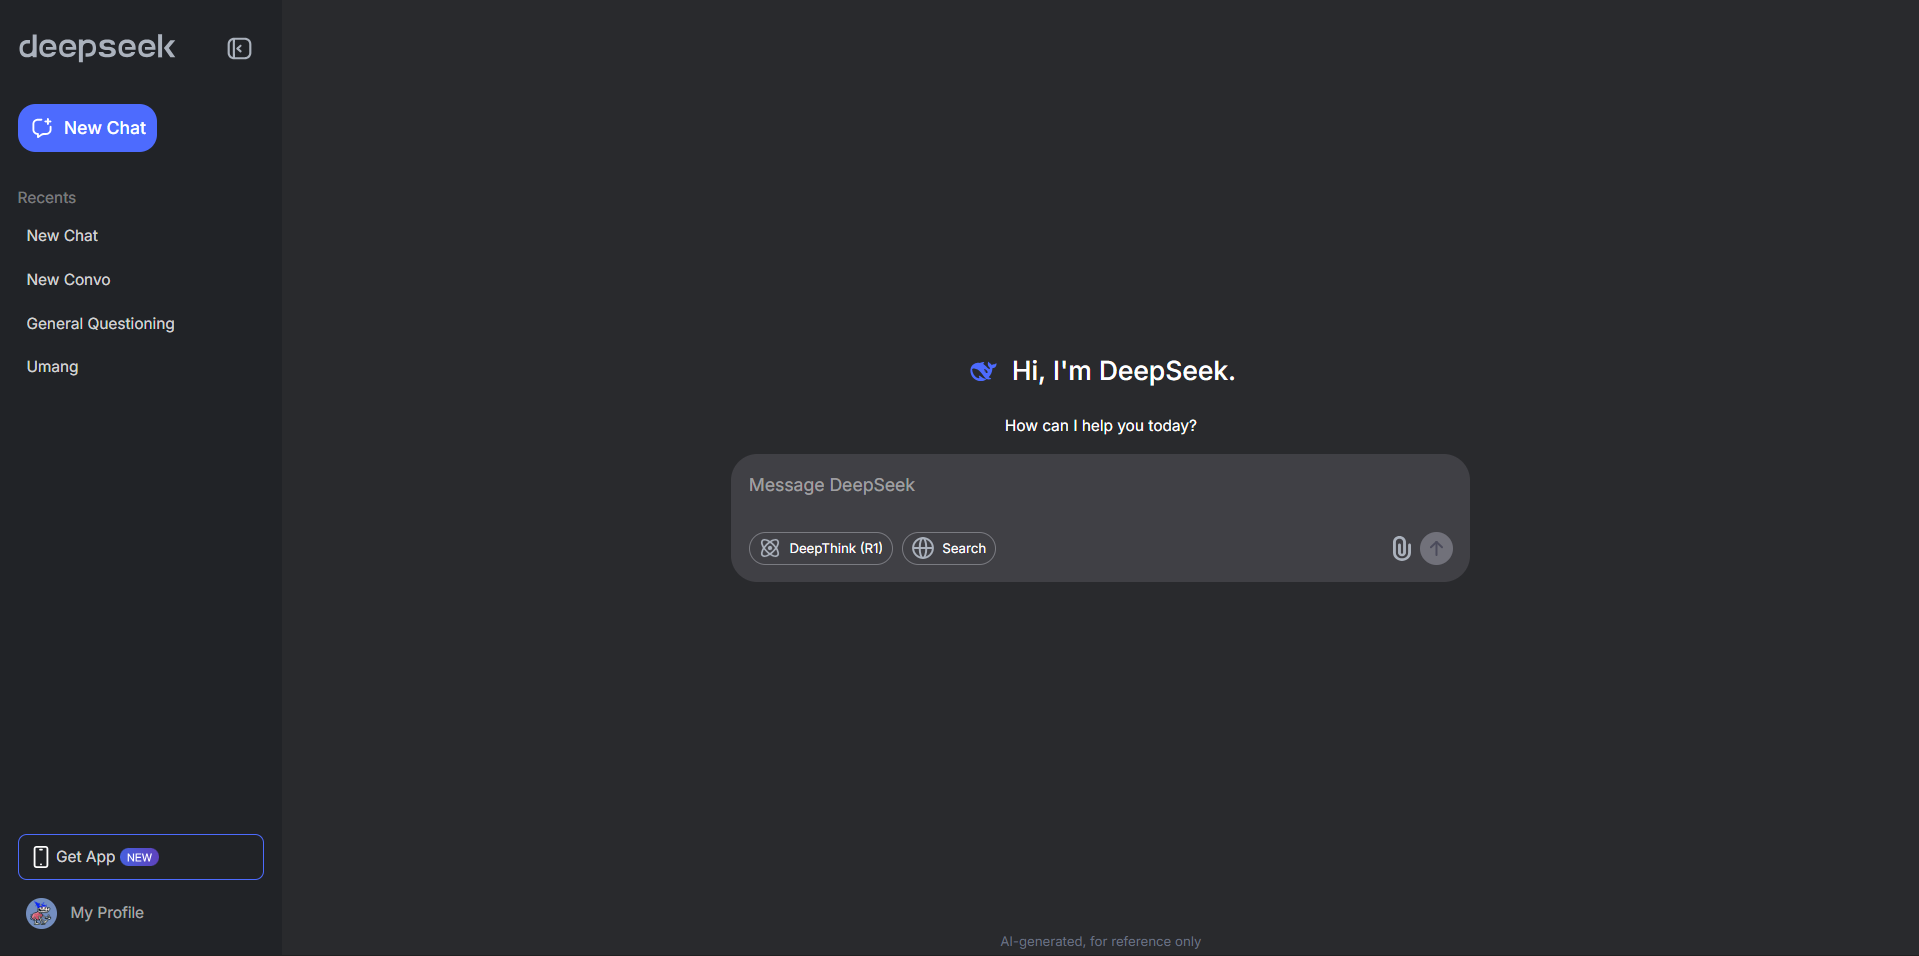 deepseek
New Chat
Recents
New Chat
New Convo
General Questioning
Umang
Get App NEW
My Profile
Hi, I'm DeepSeek.
How can I help you today?
Message DeepSeek
DeepThink (R1) Search
AI-generated, for reference only